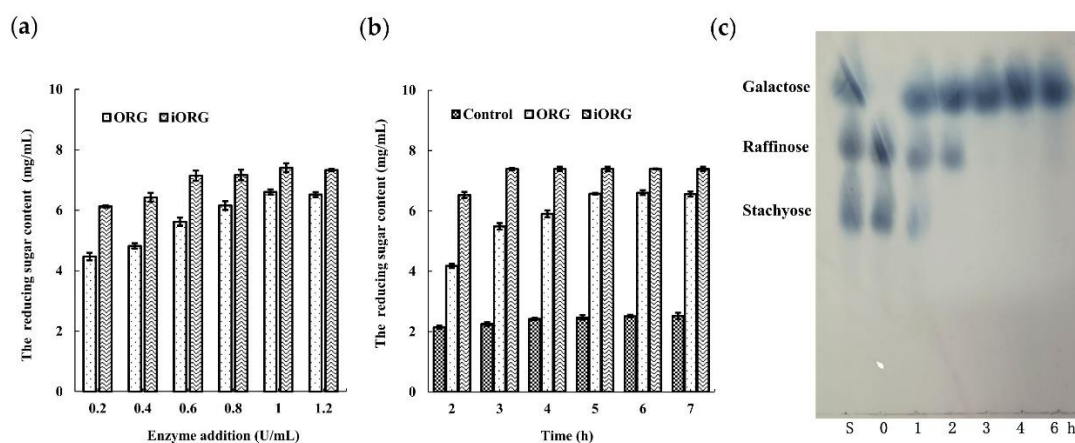 (a)
The reducing sugar content (mg/mL)
10
8
6
4
2
0
ORG iORG
0.2 0.4 0.6 0.8 1 1.2
Enzyme addition (U/mL)
(b)
The reducing sugar content (mg/mL)
10
8
6
4
2
0
Control ORG iORG
2 3 4 5 6 7
Time (h)
(c)
Galactose
Raffinose
Stachyose
S 0 1 2 3 4 6 h